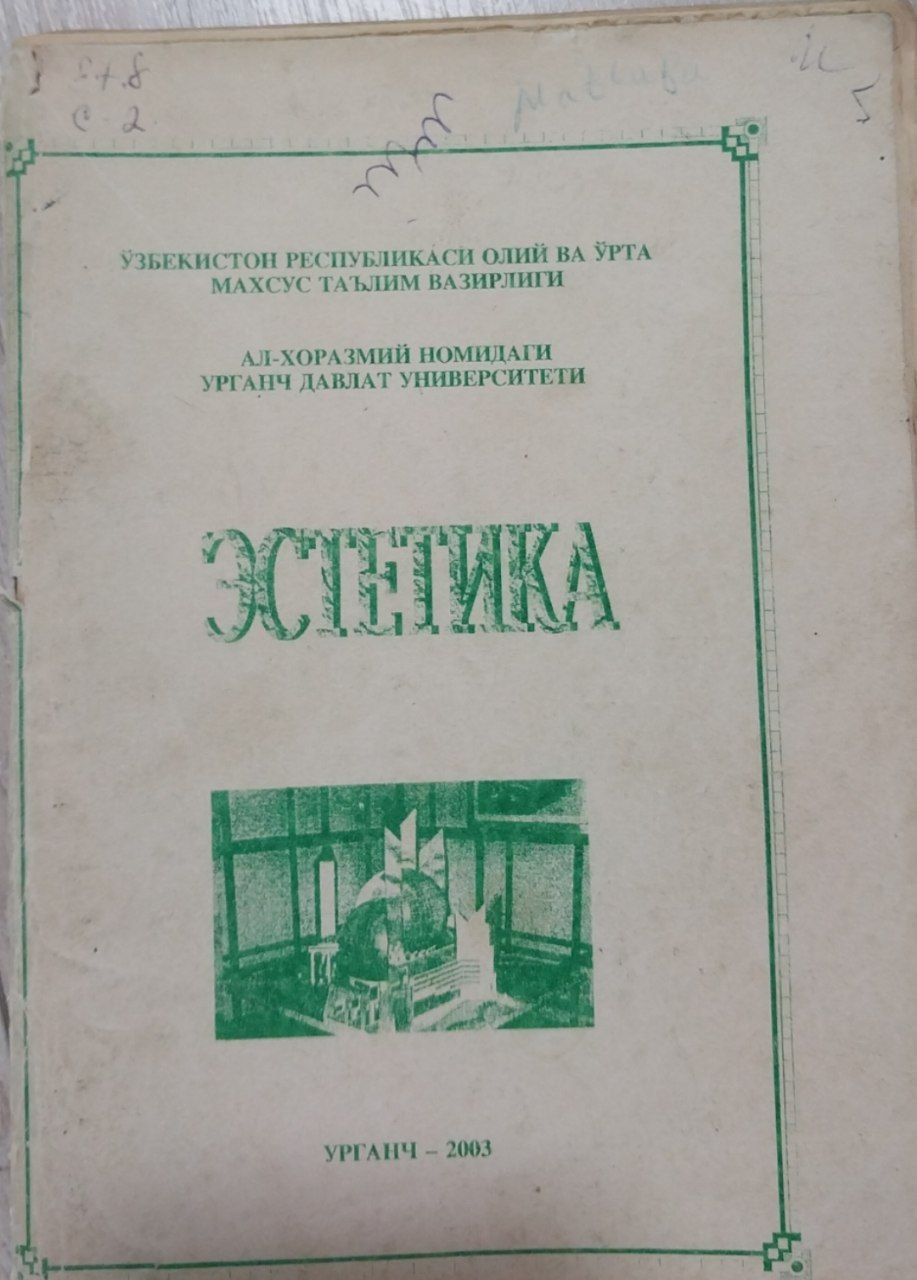 ЎЗБЕКИСТОН РЕСПУБЛИКАСИ ОЛИЙ ВА ЎРТА
МАХСУС ТАЪЛИМ ВАЗИРЛИГИ
АЛ-ХОРАЗМИЙ НОМИДАГИ
УРГАНЧ ДАВЛАТ УНИВЕРСИТЕТИ
ЭСТЕТИКА
УРГАНЧ – 2003